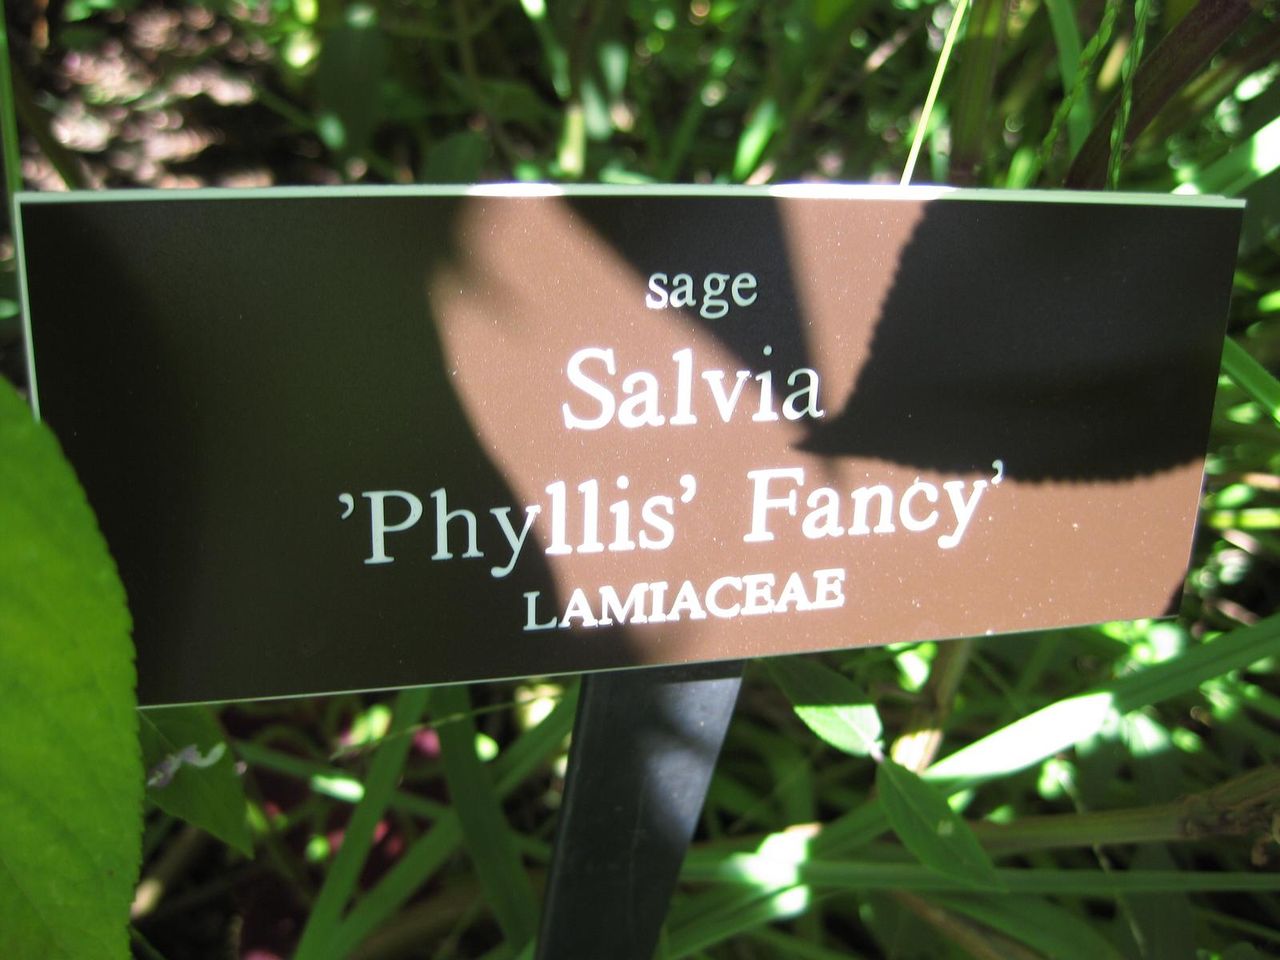 sage
Salvia
'Phyllis' Fancy'
LAMIACEAE